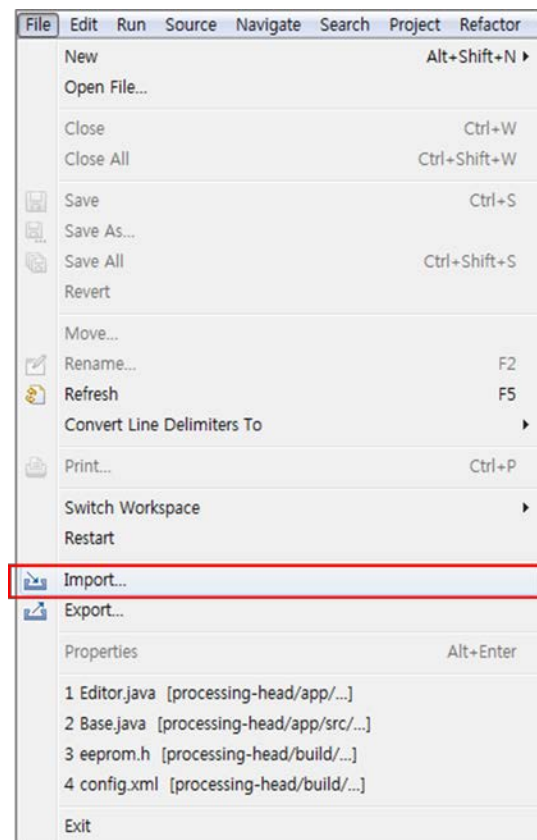 File Edit Run Source Navigate Search Project Refactor
New Alt+Shift+N
Open File...
Close Ctrl+W
Close All Ctrl+Shift+W
Save Ctrl+S
Save As...
Save All Ctrl+Shift+S
Revert
Move...
Rename... F2
Refresh F5
Convert Line Delimiters To
Print... Ctrl+P
Switch Workspace
Restart
Import...
Export...
Properties Alt+Enter
1 Editor.java [processing-head/app/...]
2 Base.java [processing-head/app/src/...]
3 eeprom.h [processing-head/build/...]
4 config.xml [processing-head/build/...]
Exit